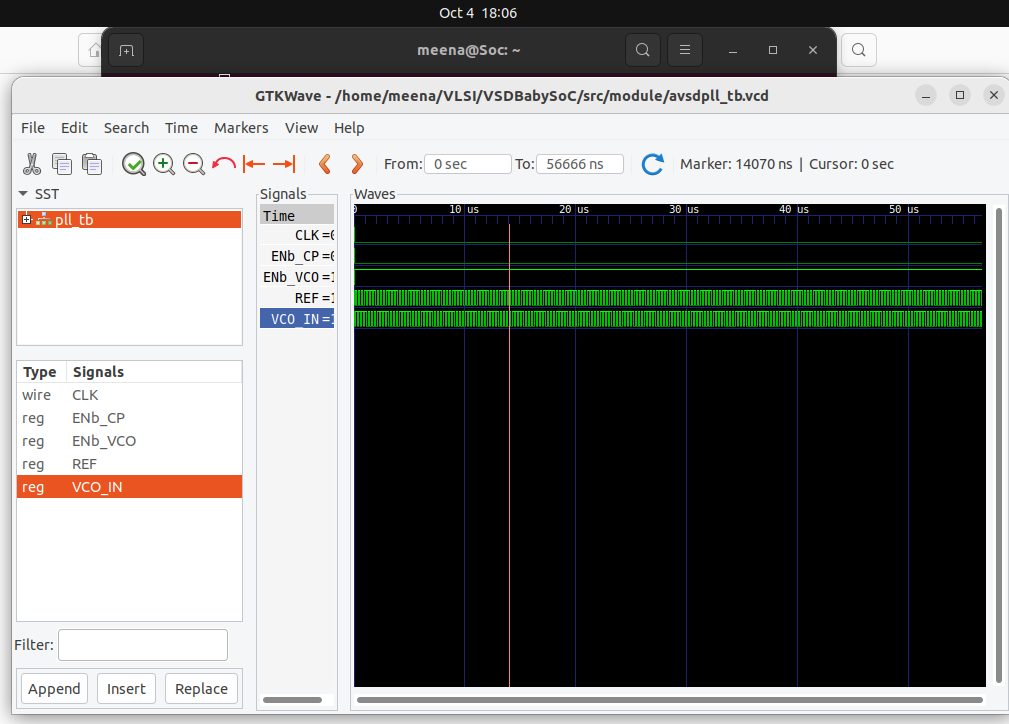 Oct 4 18:06
meena@Soc: ~
GTKWave - /home/meena/VLSI/VSDBabySoC/src/module/avsdpll_tb.vcd
File Edit Search Time Markers View Help
From: 0 sec To: 56666 ns Marker: 14070 ns | Cursor: 0 sec
SST
pll_tb
Type Signals
wire CLK
reg ENb_CP
reg ENb_VCO
reg REF
reg VCO_IN
Filter:
Append Insert Replace
Signals
Time
CLK =0
ENb_CP =0
ENb_VCO =1
REF =1
VCO_IN =1
Waves
0 10 us 20 us 30 us 40 us 50 us